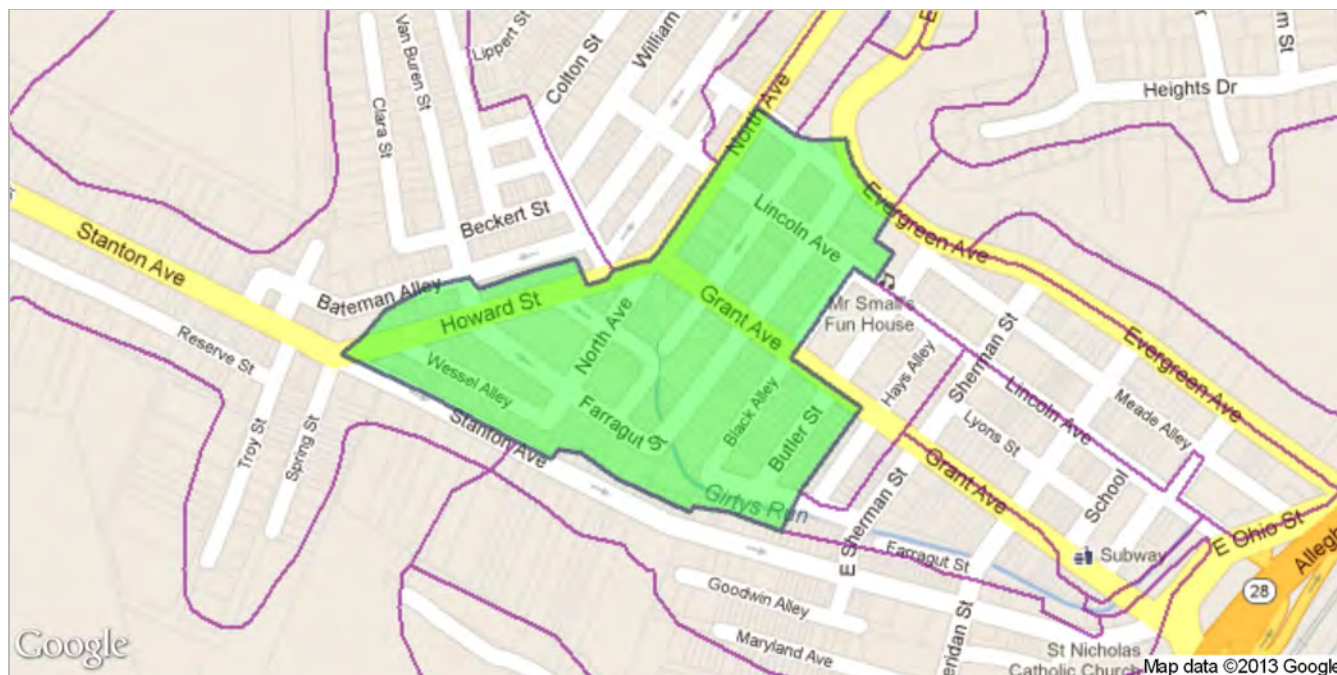 Lippert St
Van Buren St
Colton St
William
E
Clara St
North Ave
Heights Dr
Lincoln Ave
Evergreen Ave
Beckert St
Stanton Ave
Bateman Alley
Howard St
North Ave
Grant Ave
Mr Small's
Fun House
Reserve St
Wessel Alley
Farragut St
Stanton Ave
Black Alley
Butler St
Hays Alley
Sherman St
Evergreen Ave
Lincoln Ave
Meade Alley
Lyons St
Troy St
Spring St
Girtys Run
Grant Ave
School
E Sherman St
Farragut St
Subway
E Ohio St
Allegh
28
Goodwin Alley
Maryland Ave
eridan St
St Nicholas
Catholic Church
Google
Map data ©2013 Google